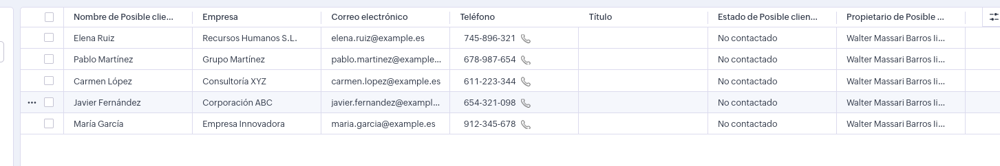 Nombre de Posible clie... Empresa Correo electrónico Teléfono Título Estado de Posible clien... Propietario de Posible ...
Elena Ruiz Recursos Humanos S.L. elena.ruiz@example.es 745-896-321 No contactado Walter Massari Barros li...
Pablo Martínez Grupo Martínez pablo.martinez@example... 678-987-654 No contactado Walter Massari Barros li...
Carmen López Consultoría XYZ carmen.lopez@example.es 611-223-344 No contactado Walter Massari Barros li...
Javier Fernández Corporación ABC javier.fernandez@exampl... 654-321-098 No contactado Walter Massari Barros li...
María García Empresa Innovadora maria.garcia@example.es 912-345-678 No contactado Walter Massari Barros li...